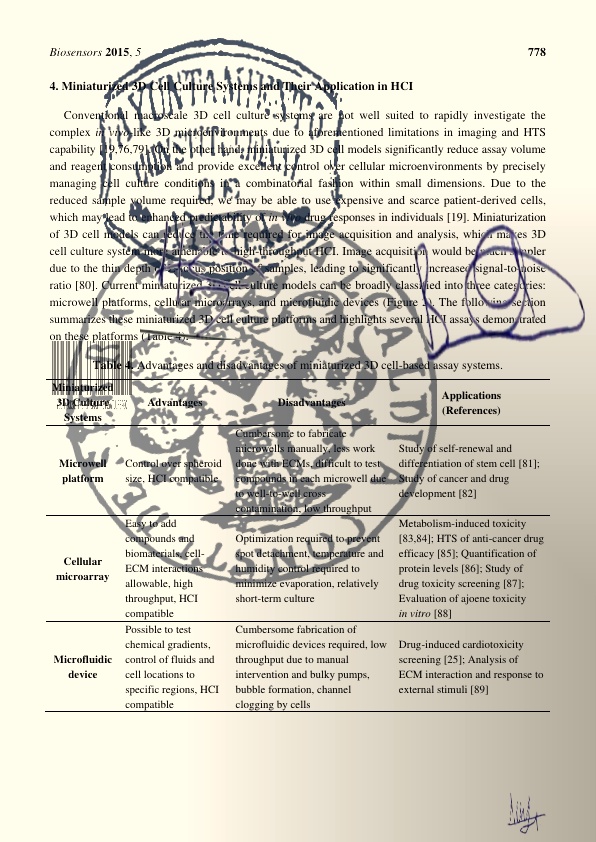 Biosensors 2015, 5 778
4. Miniaturized 3D Cell Culture Systems and Their Application in HCI
Conventional macroscale 3D cell culture systems are not well suited to rapidly investigate the
complex in vivo-like 3D microenvironments due to aforementioned limitations in imaging and HTS
capability [19,76,79]. On the other hand, miniaturized 3D cell models significantly reduce assay volume
and reagent consumption and provide excellent control over cellular microenvironments by precisely
managing cell culture conditions in a combinatorial fashion within small dimensions. Due to the
reduced sample volume required, we may be able to use expensive and scarce patient-derived cells,
which may lead to enhanced predictability of in vivo drug responses in individuals [19]. Miniaturization
of 3D cell models can reduce the time required for image acquisition and analysis, which makes 3D
cell culture system more amenable to high-throughput HCI. Image acquisition would be much simpler
due to the thin depth of focus position samples, leading to significantly increased signal-to-noise
ratio [80]. Current miniaturized 3D cell culture models can be broadly classified into three categories:
microwell platforms, cellular microarrays, and microfluidic devices (Figure 2). The following section
summarizes these miniaturized 3D cell culture platforms and highlights several HCI assays demonstrated
on these platforms (Table 4).
Table 4. Advantages and disadvantages of miniaturized 3D cell-based assay systems.
Miniaturized
3D Culture
Systems
Advantages
Disadvantages
Applications
(References)
Microwell
platform
Control over spheroid
size, HCI compatible
Cumbersome to fabricate
microwells manually, less work
done with ECMs, difficult to test
compounds in each microwell due
to well-to-well cross
contamination, low throughput
Study of self-renewal and
differentiation of stem cell [81];
Study of cancer and drug
development [82]
Cellular
microarray
Easy to add
compounds and
biomaterials, cell-
ECM interactions
allowable, high
throughput, HCI
compatible
Optimization required to prevent
spot detachment, temperature and
humidity control required to
minimize evaporation, relatively
short-term culture
Metabolism-induced toxicity
[83,84]; HTS of anti-cancer drug
efficacy [85]; Quantification of
protein levels [86]; Study of
drug toxicity screening [87];
Evaluation of ajoene toxicity
in vitro [88]
Microfluidic
device
Possible to test
chemical gradients,
control of fluids and
cell locations to
specific regions, HCI
compatible
Cumbersome fabrication of
microfluidic devices required, low
throughput due to manual
intervention and bulky pumps,
bubble formation, channel
clogging by cells
Drug-induced cardiotoxicity
screening [25]; Analysis of
ECM interaction and response to
external stimuli [89]